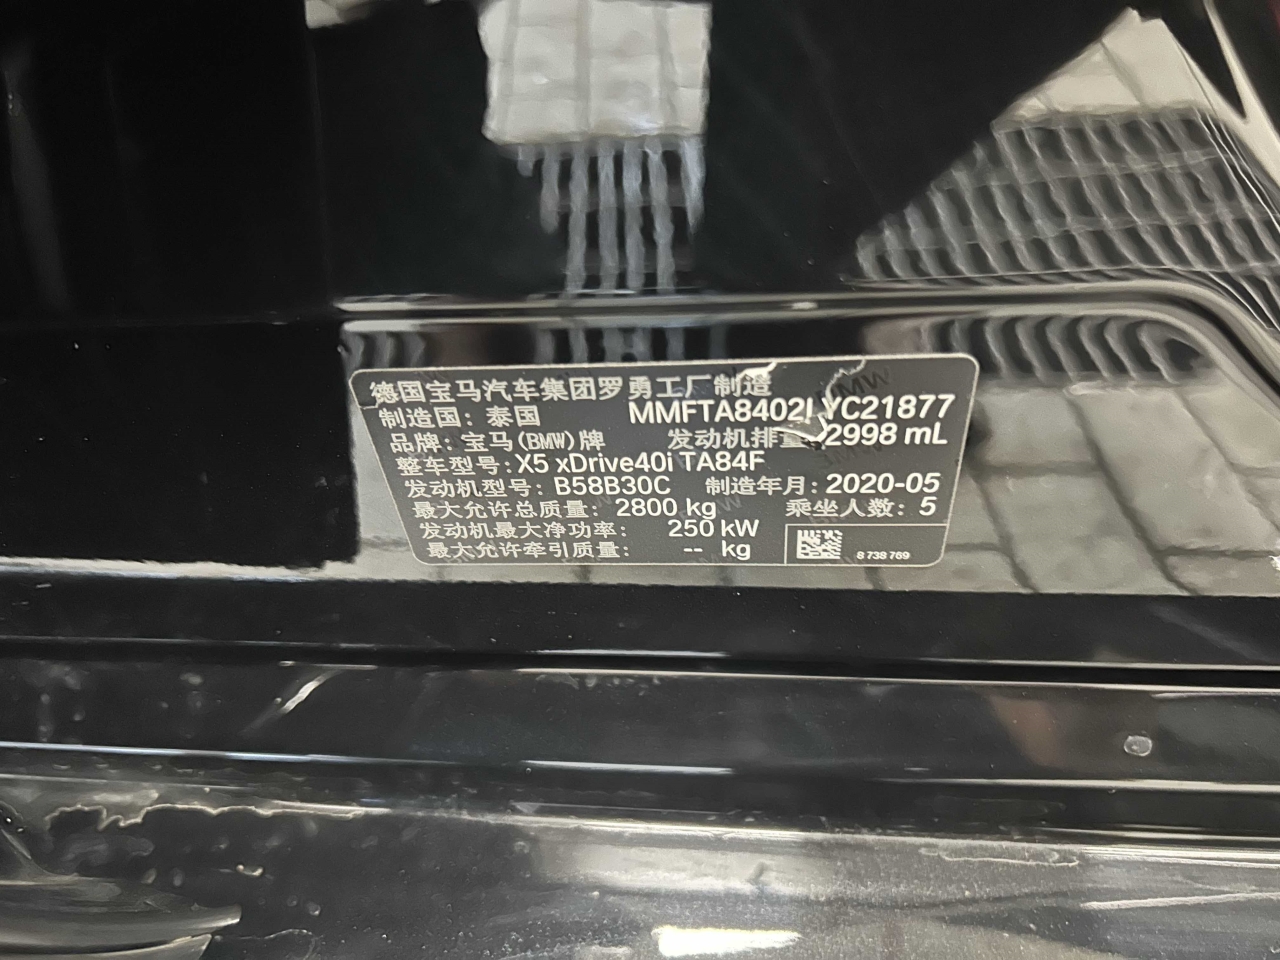 德国宝马汽车集团罗勇工厂制造
制造国：泰国 MMFTA8402LYC21877
品牌：宝马(BMW)牌 发动机排量：2998 mL
整车型号：X5 xDrive40i TA84F
发动机型号：B58B30C 制造年月：2020-05
最大允许总质量：2800 kg 乘坐人数：5
发动机最大净功率：250 kW
最大允许牵引质量：-- kg
8 738 769